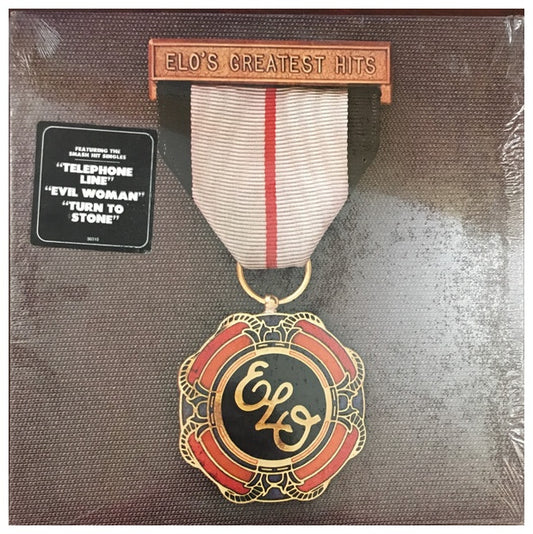 ELO'S GREATEST HITS
FEATURING THE
SMASH HIT SINGLES
"TELEPHONE
LINE"
"EVIL WOMAN"
"TURN TO
STONE"
ELO